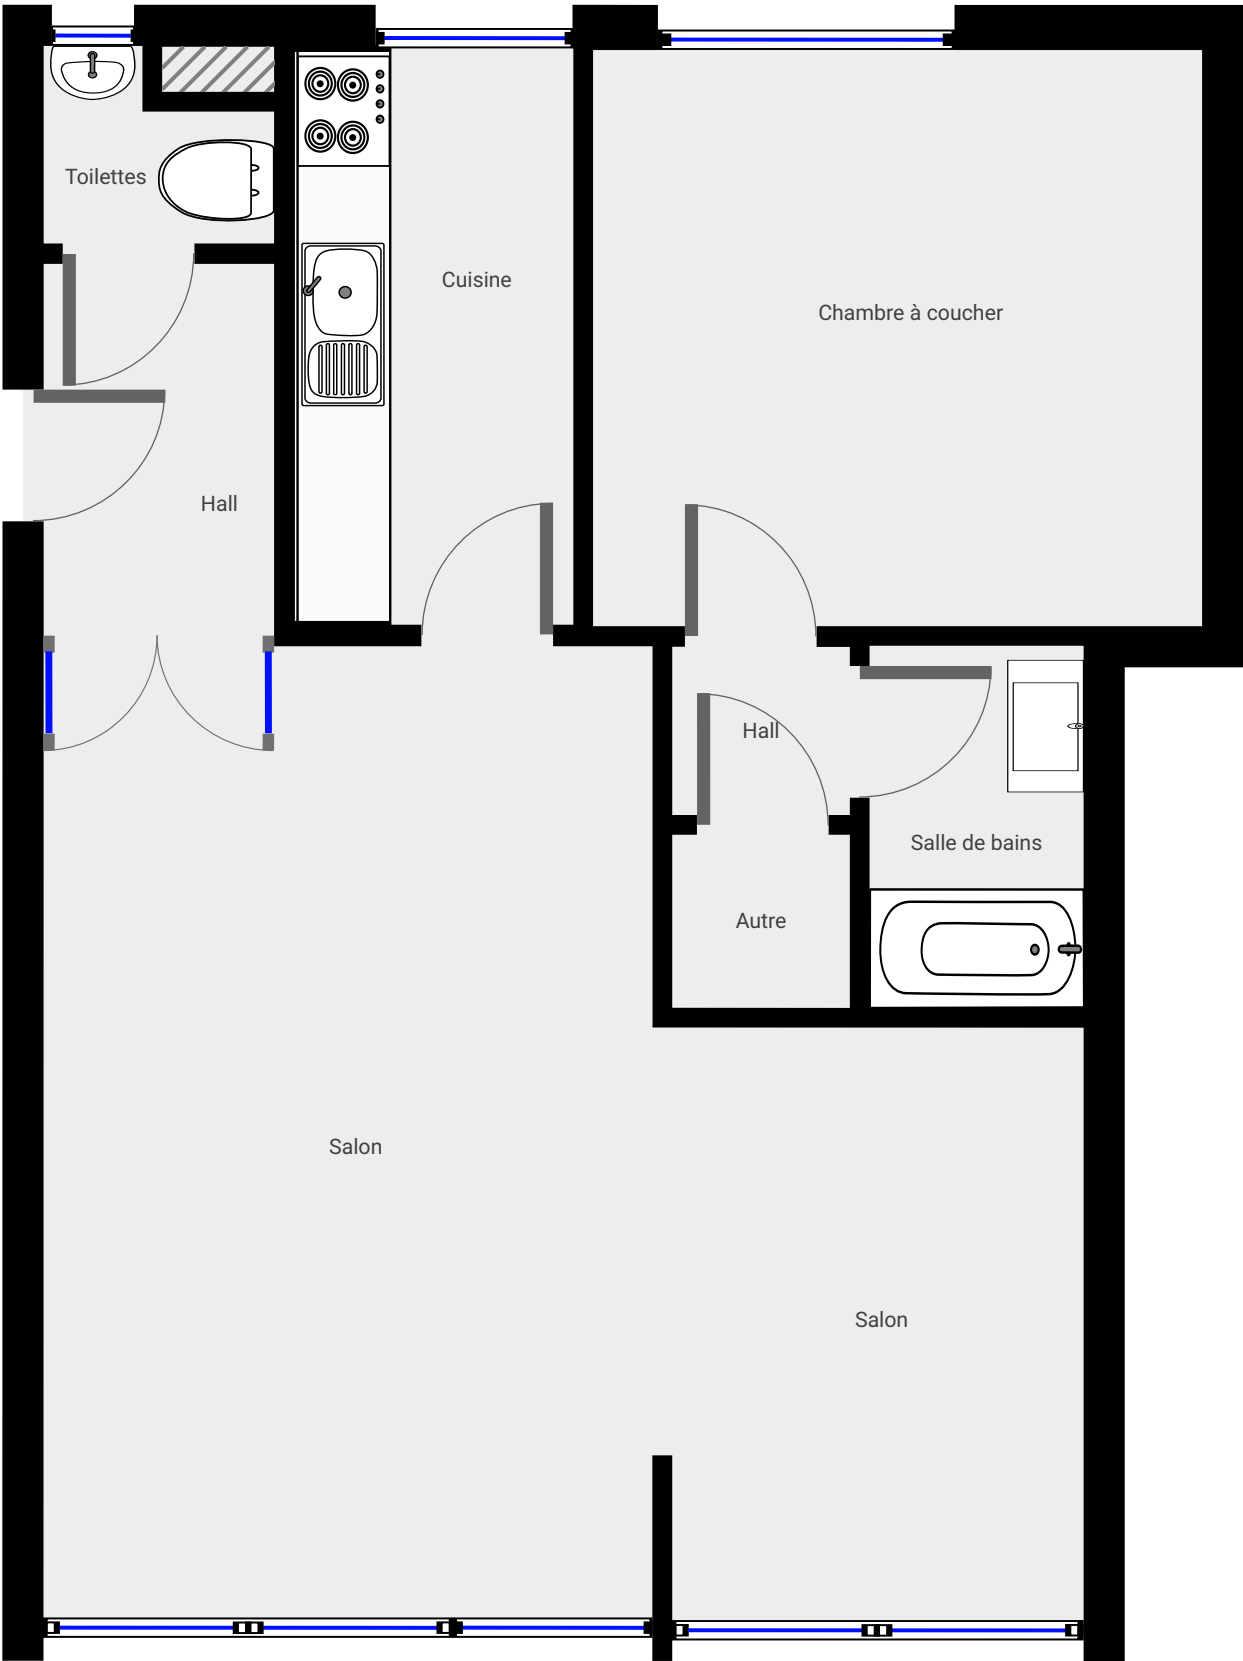 Toilettes
Cuisine
Chambre à coucher
Hall
Hall
Salle de bains
Autre
Salon
Salon